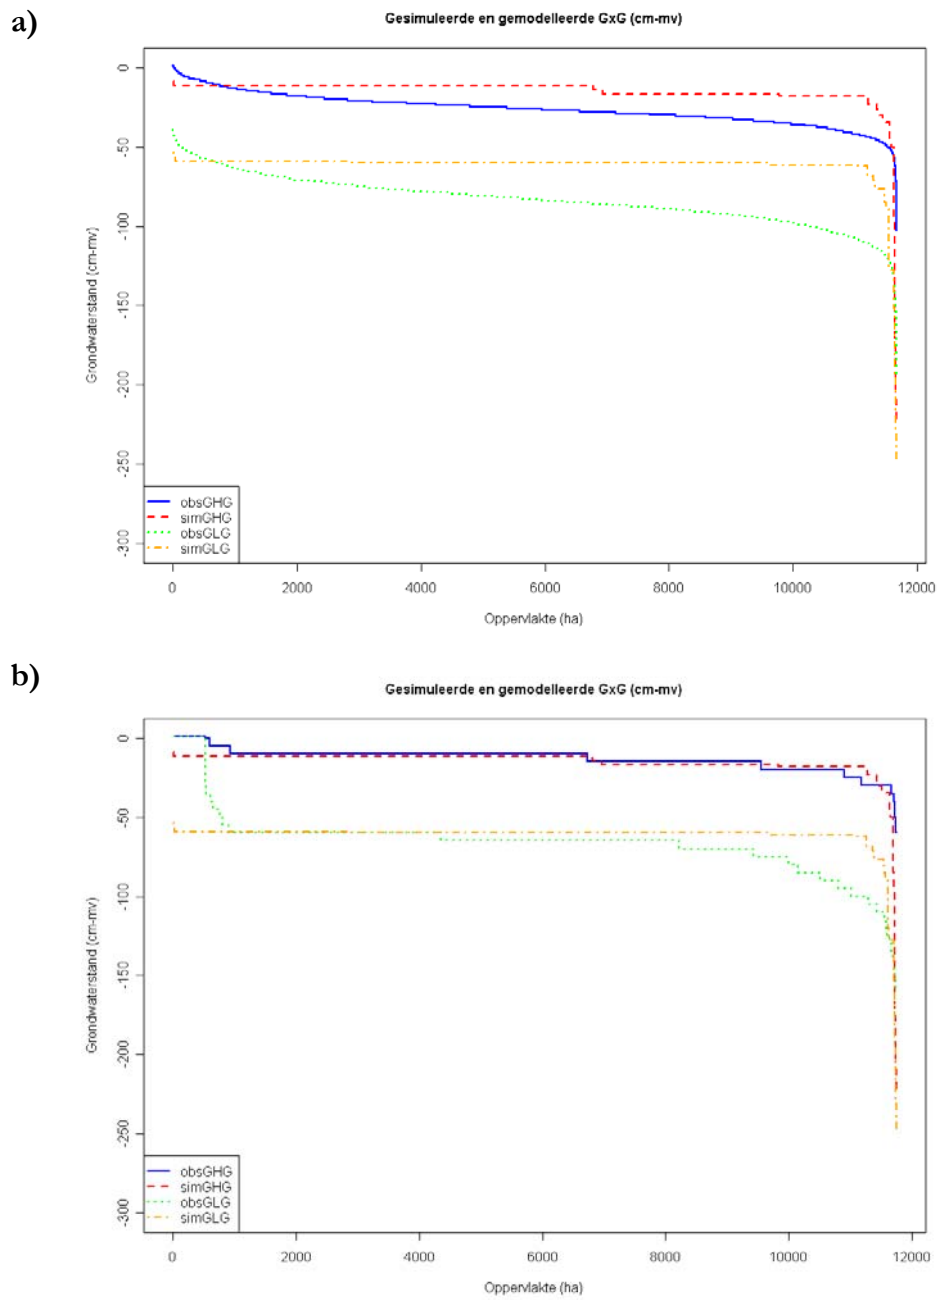 a)
Gesimuleerde en gemodelleerde GxG (cm-mv)
Grondwaterstand (cm-mv)
0
-50
-100
-150
-200
-250
-300
obsGHG
simGHG
obsGLG
simGLG
0 2000 4000 6000 8000 10000 12000
Oppervlakte (ha)
b)
Gesimuleerde en gemodelleerde GxG (cm-mv)
Grondwaterstand (cm-mv)
0
-50
-100
-150
-200
-250
-300
obsGHG
simGHG
obsGLG
simGLG
0 2000 4000 6000 8000 10000 12000
Oppervlakte (ha)